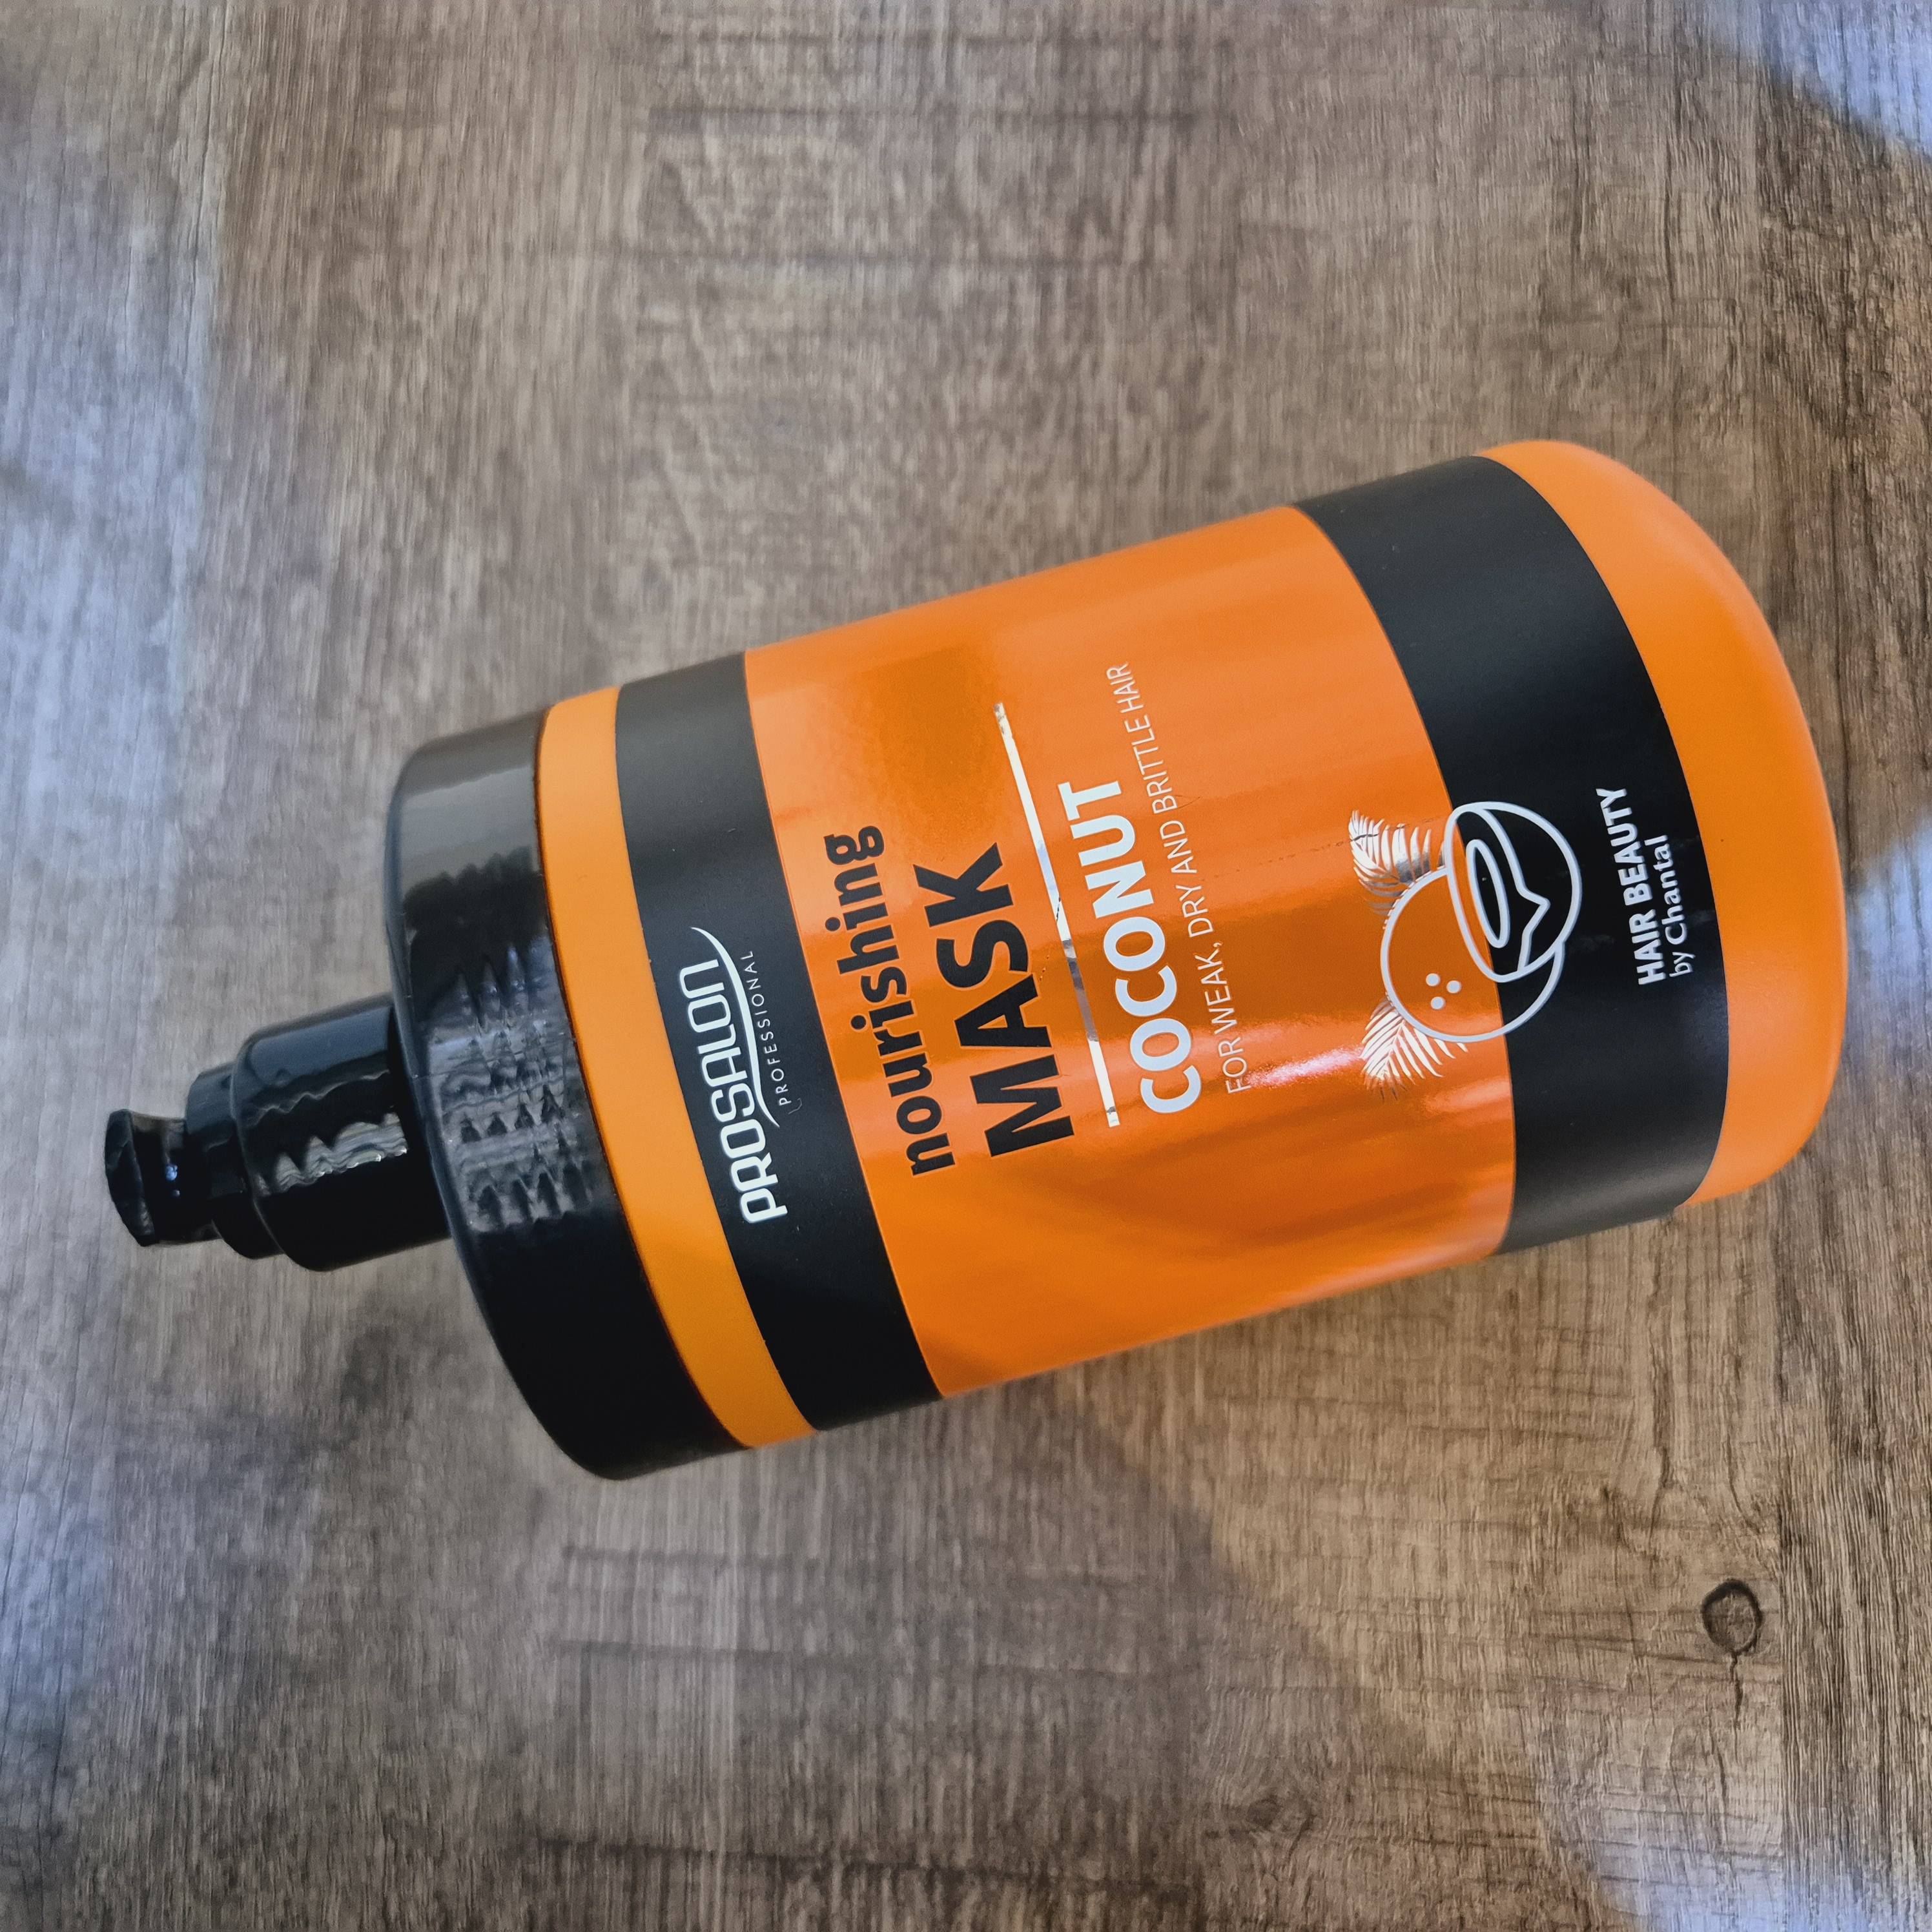 PROSALON
PROFESSIONAL
nourishing
MASK
COCONUT
FOR WEAK, DRY AND BRITTLE HAIR
HAIR BEAUTY
by Chantal